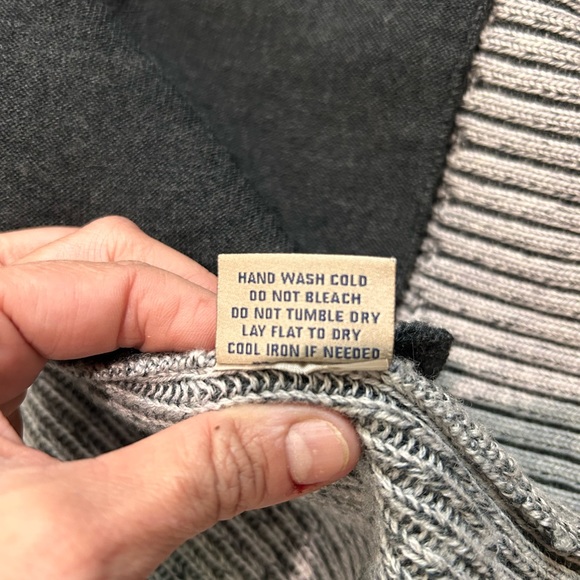 HAND WASH COLD
DO NOT BLEACH
DO NOT TUMBLE DRY
LAY FLAT TO DRY
COOL IRON IF NEEDED